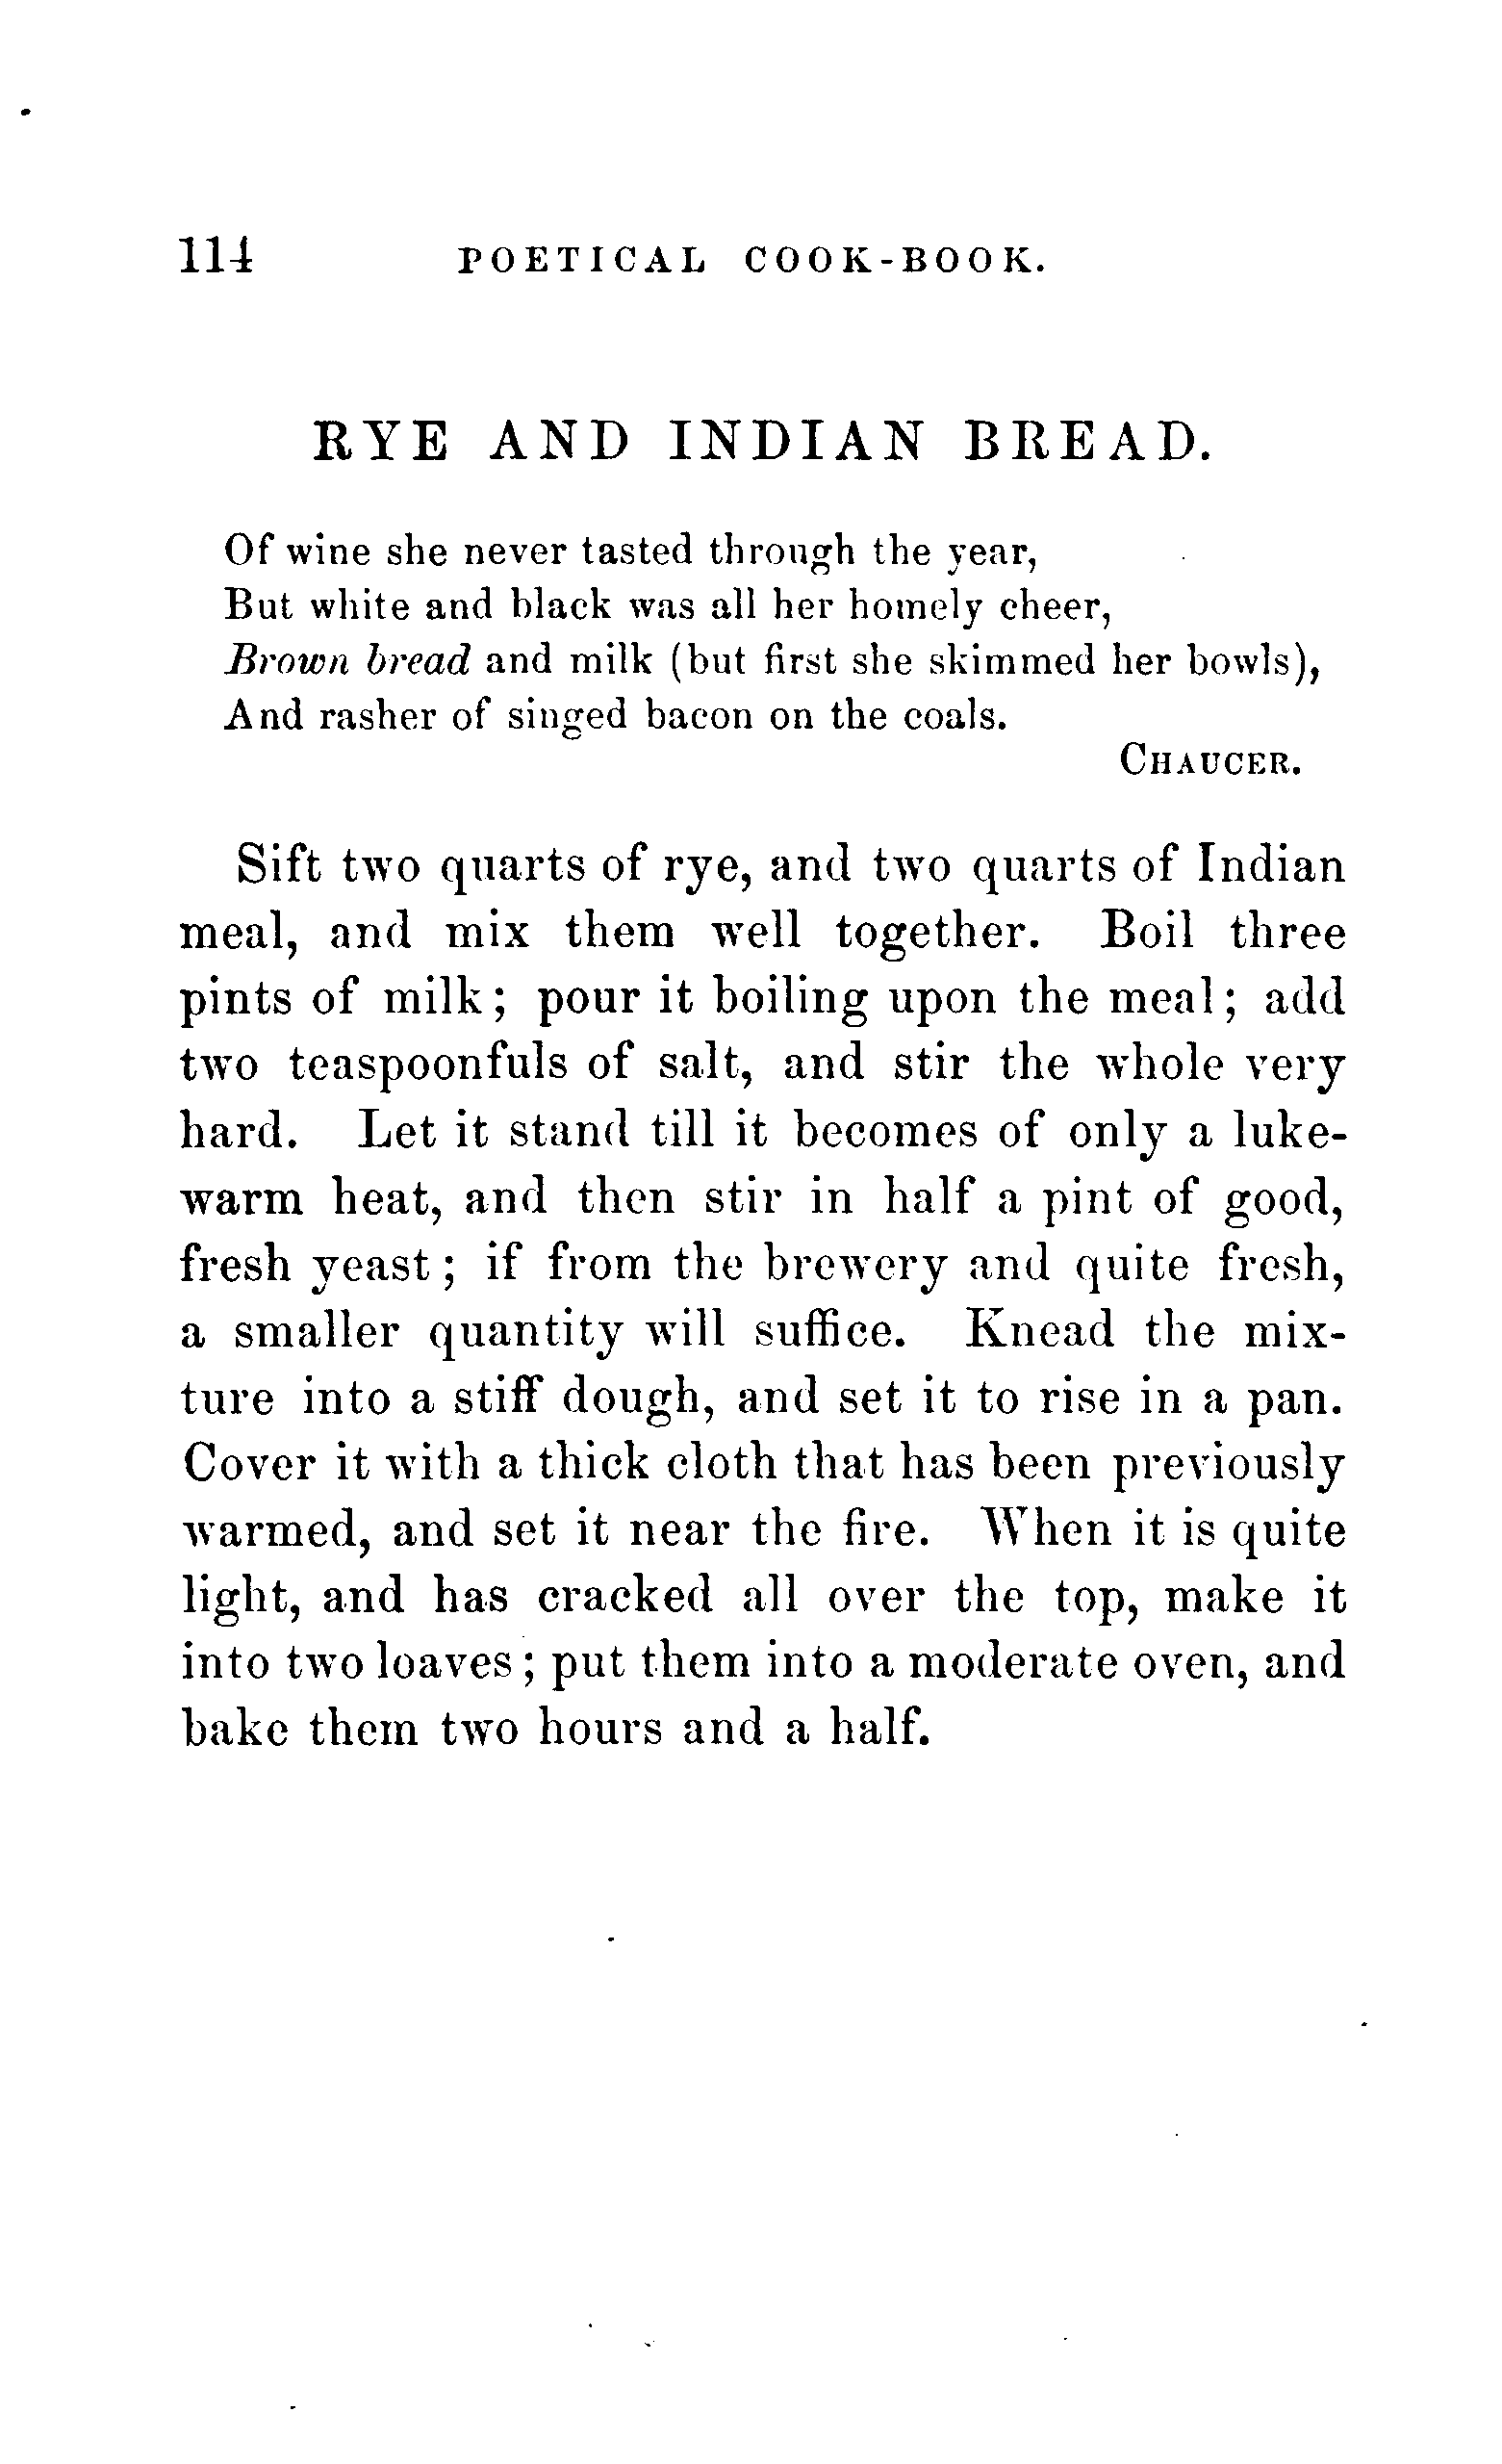 114 POETICAL COOK-BOOK.
RYE AND INDIAN BREAD.
Of wine she never tasted through the year,
But white and black was all her homely cheer,
Brown bread and milk (but first she skimmed her bowls),
And rasher of singed bacon on the coals.
CHAUCER.
Sift two quarts of rye, and two quarts of Indian
meal, and mix them well together. Boil three
pints of milk; pour it boiling upon the meal; add
two teaspoonfuls of salt, and stir the whole very
hard. Let it stand till it becomes of only a luke-
warm heat, and then stir in half a pint of good,
fresh yeast; if from the brewery and quite fresh,
a smaller quantity will suffice. Knead the mix-
ture into a stiff dough, and set it to rise in a pan.
Cover it with a thick cloth that has been previously
warmed, and set it near the fire. When it is quite
light, and has cracked all over the top, make it
into two loaves; put them into a moderate oven, and
bake them two hours and a half.